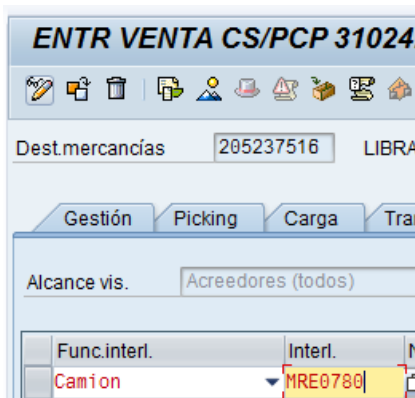 ENTR VENTA CS/PCP 31024
Dest.mercancías 205237516 LIBRA
Gestión Picking Carga Tra
Alcance vis. Acreedores (todos)
Func.interl. Interl.
Camion MRE0780